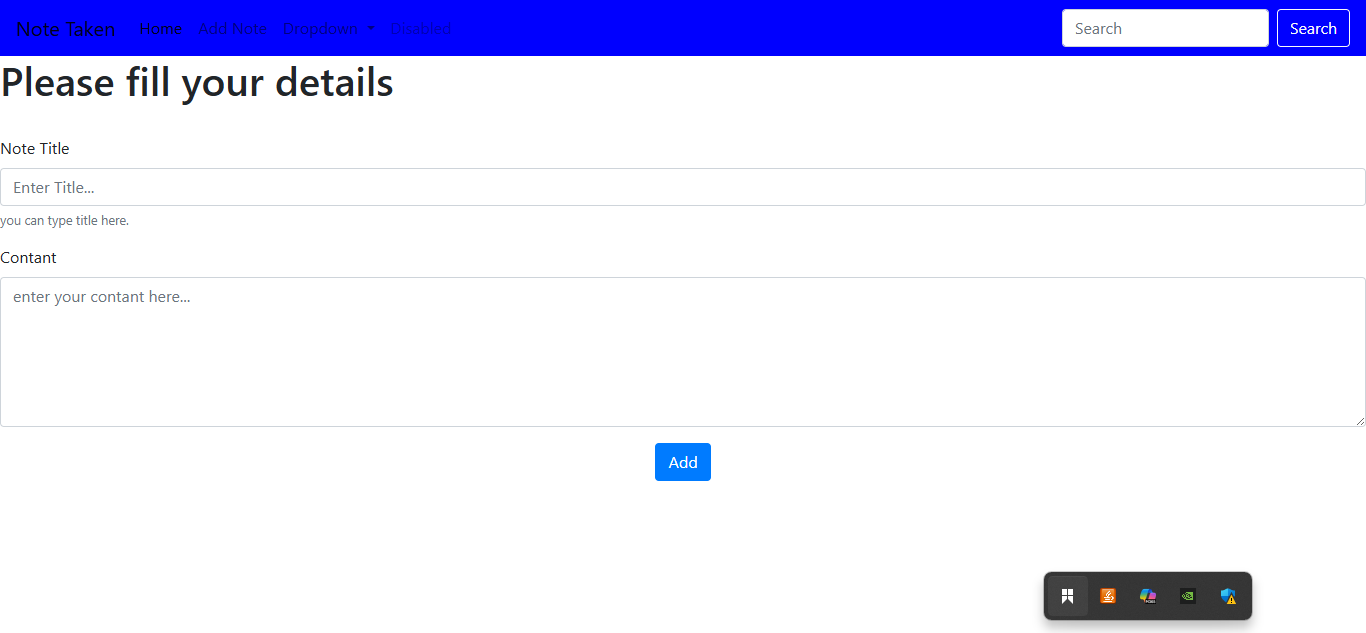 Note Taken Home Add Note Dropdown Disabled Search Search
Please fill your details
Note Title
Enter Title...
you can type title here.
Contant
enter your contant here...
Add